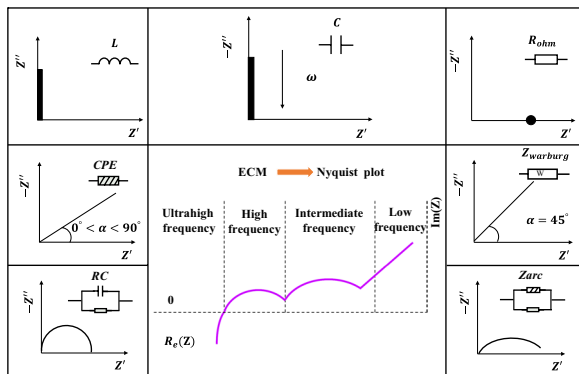 L
Z''
Z'
C
-Z''
ω
Z'
R_ohm
-Z''
Z'
CPE
-Z''
0° < α < 90°
Z'
ECM Nyquist plot
Ultrahigh frequency
High frequency
Intermediate frequency
Low frequency
Im(Z)
0
R_e(Z)
Z_warburg
W
-Z''
α = 45°
Z'
RC
-Z''
Z'
Zarc
-Z''
Z'